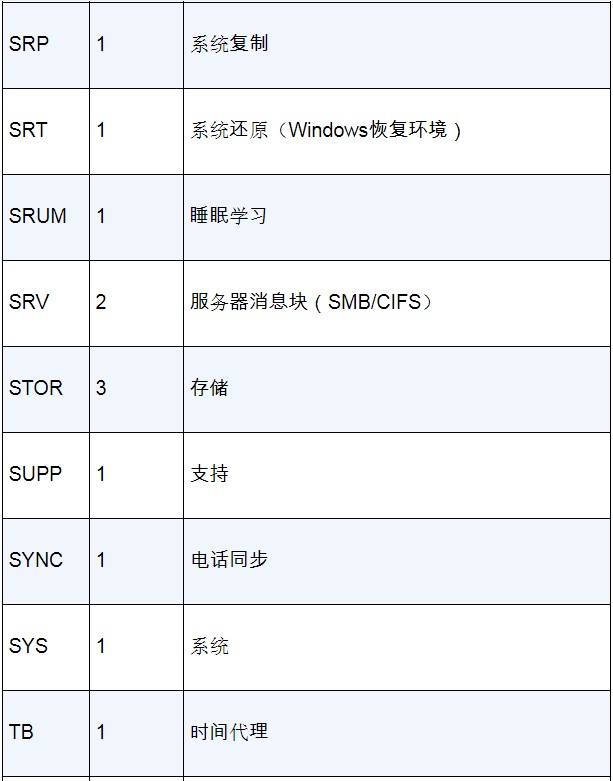 SRP 1 系统复制
SRT 1 系统还原（Windows恢复环境）
SRUM 1 睡眠学习
SRV 2 服务器消息块（SMB/CIFS）
STOR 3 存储
SUPP 1 支持
SYNC 1 电话同步
SYS 1 系统
TB 1 时间代理